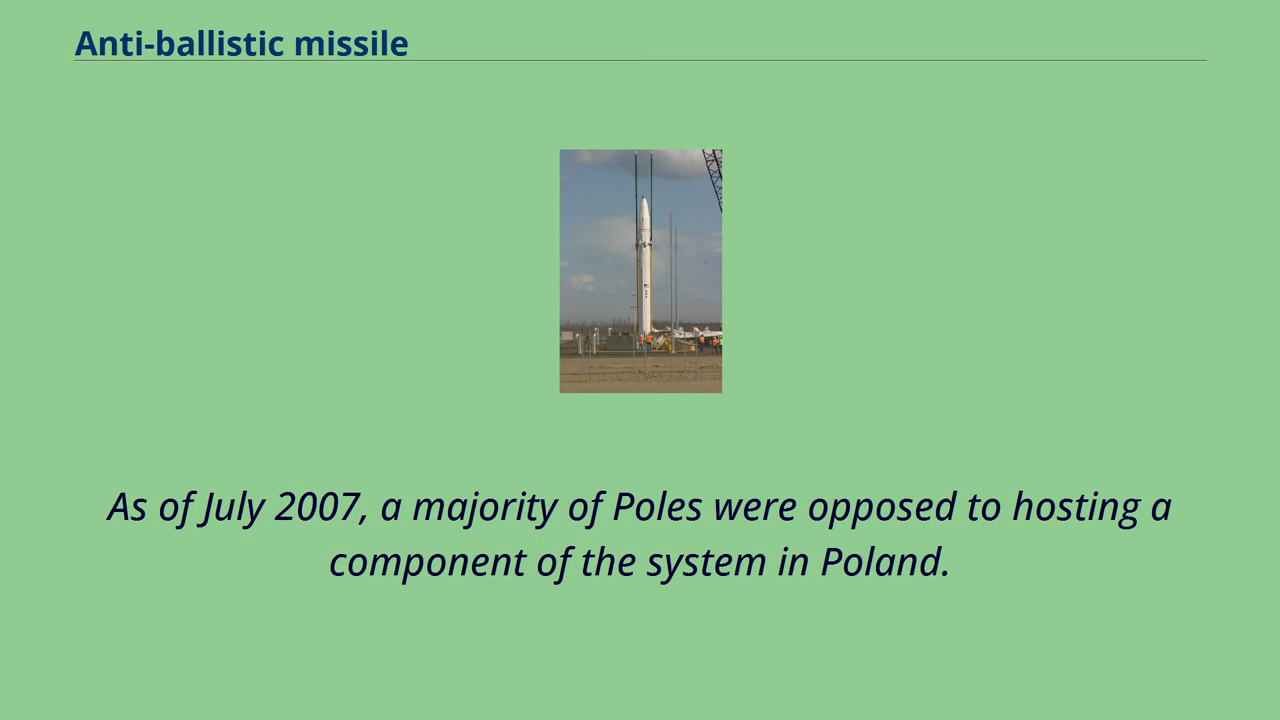 Anti-ballistic missile
As of July 2007, a majority of Poles were opposed to hosting a
component of the system in Poland.